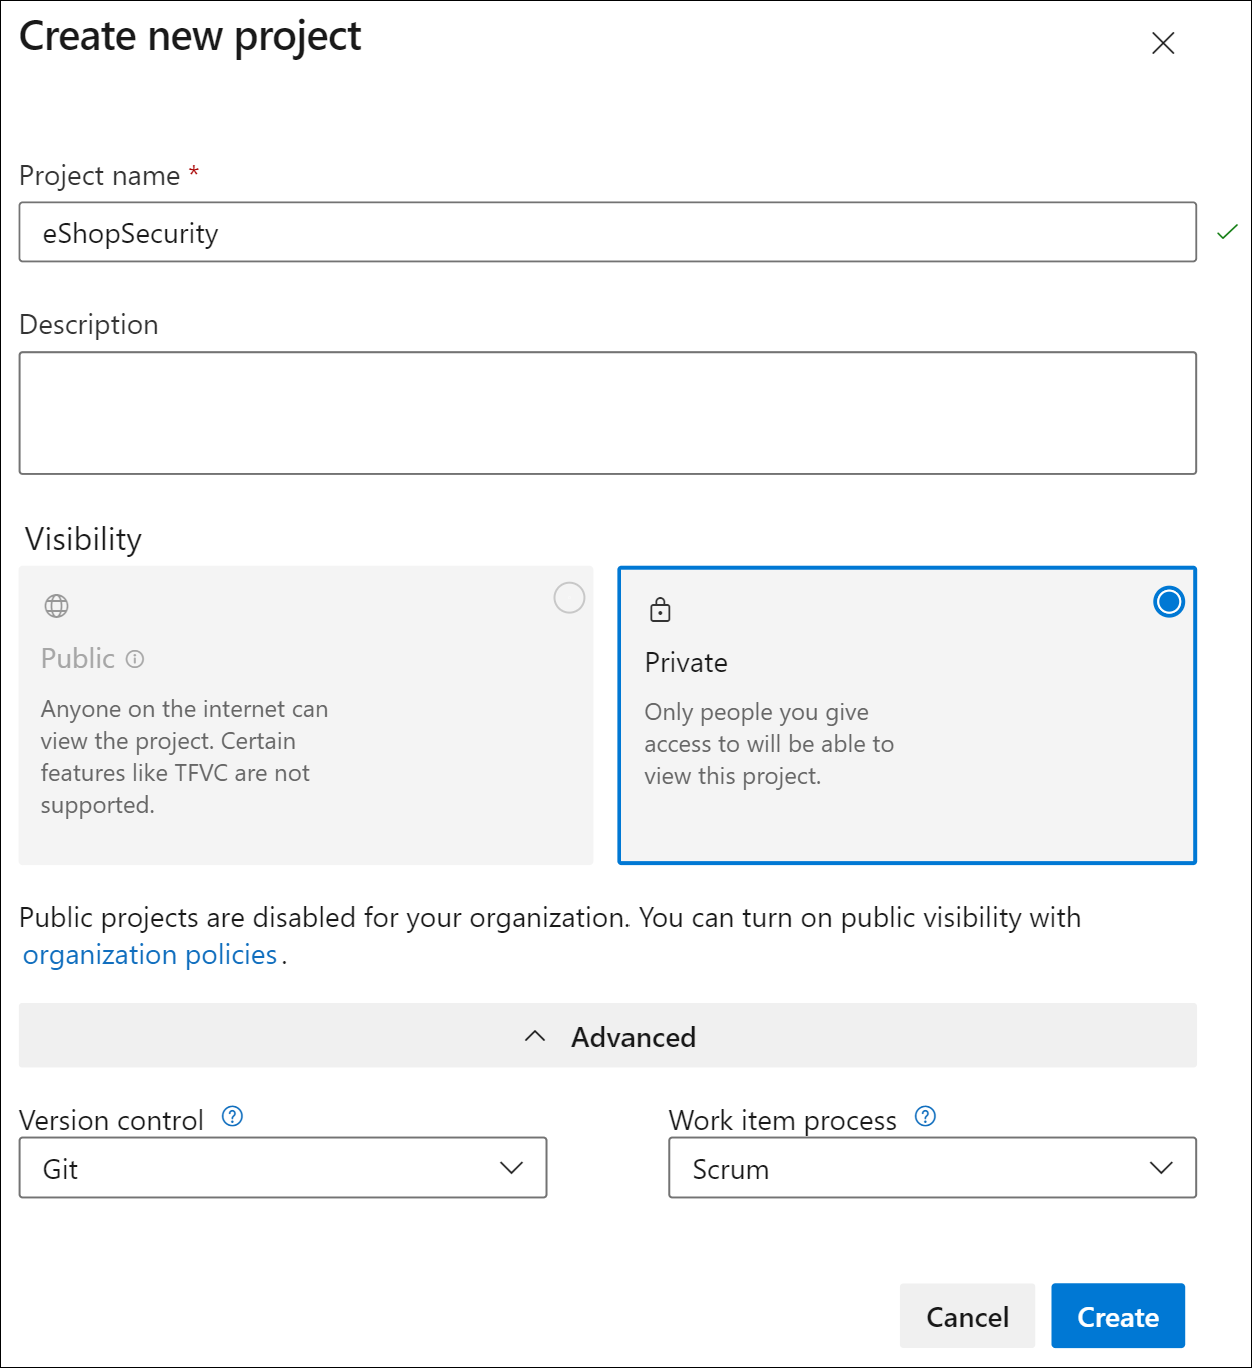 Create new project
Project name *
eShopSecurity
Description
Visibility
Public
Anyone on the internet can
view the project. Certain
features like TFVC are not
supported.
Private
Only people you give
access to will be able to
view this project.
Public projects are disabled for your organization. You can turn on public visibility with
organization policies.
Advanced
Version control
Git
Work item process
Scrum
Cancel
Create